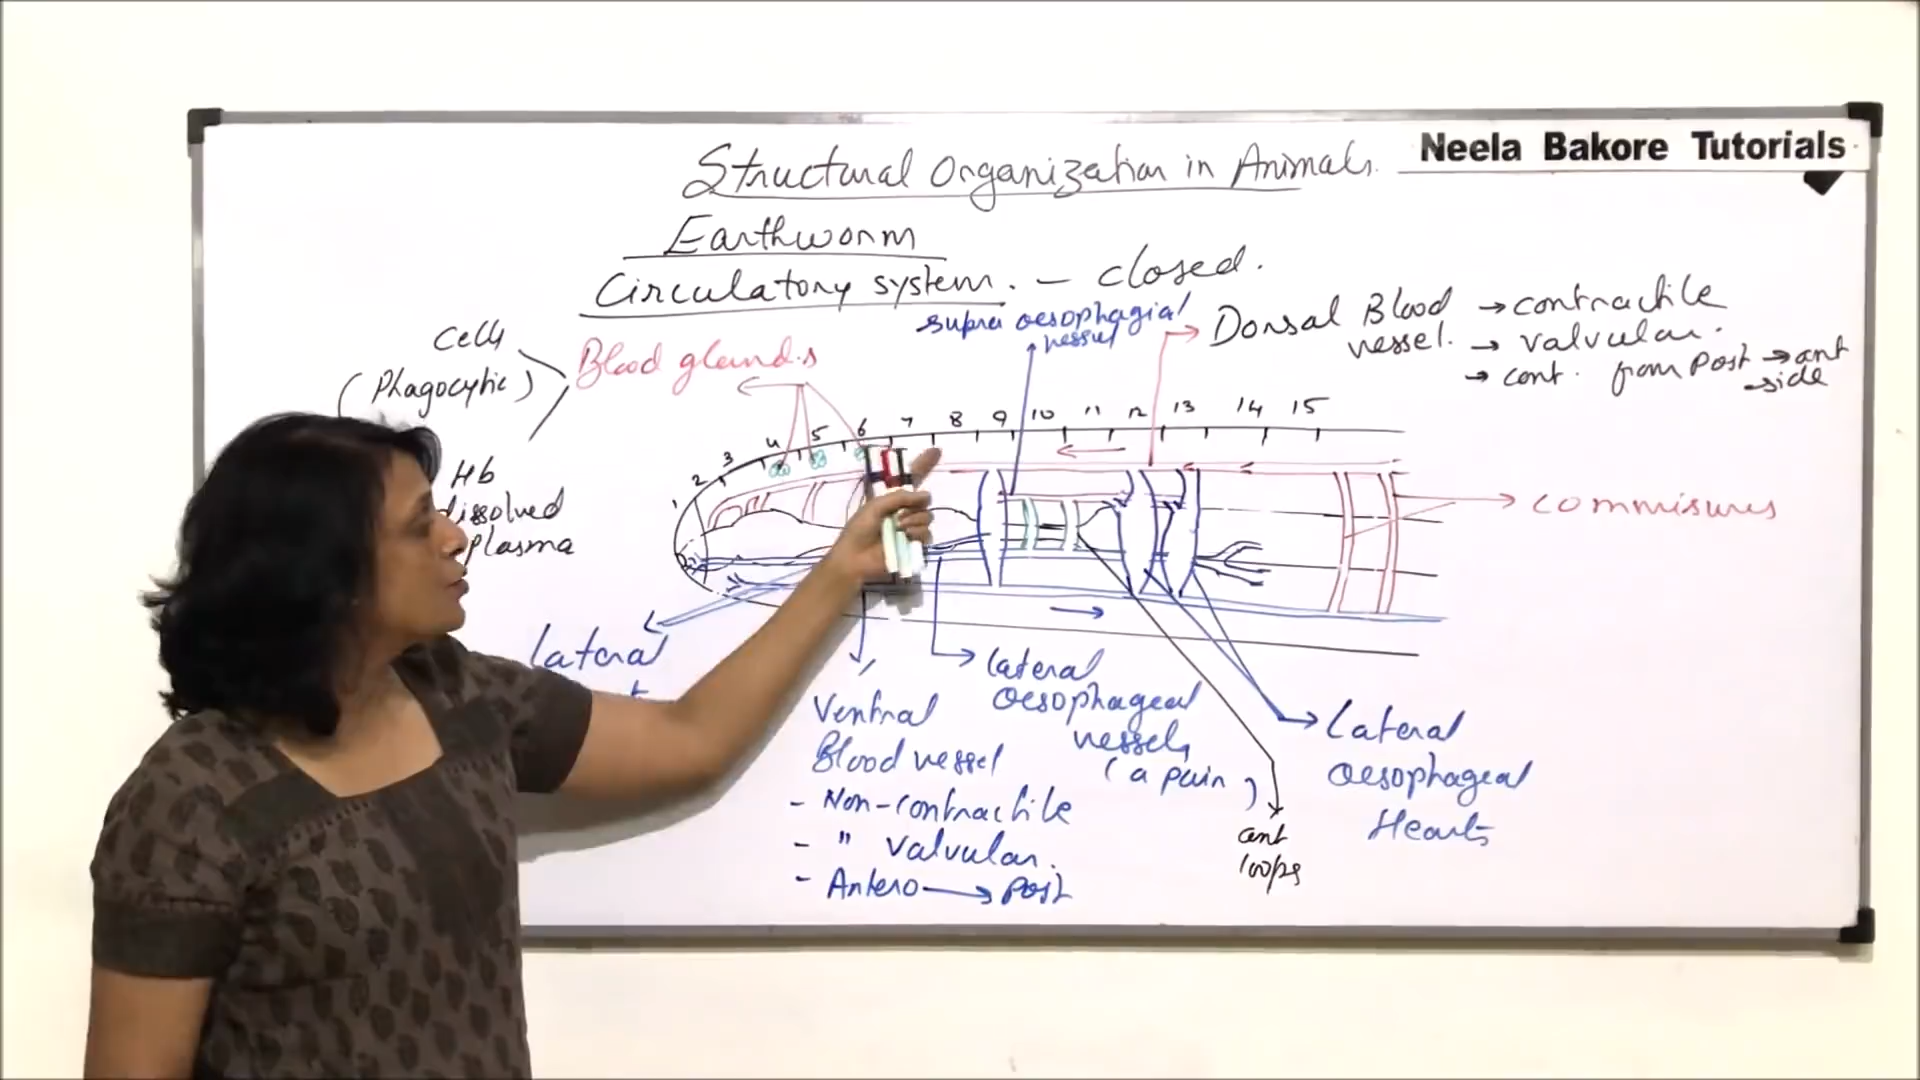 Neela Bakore Tutorials
Structural Organization in Animals.
Earthworm
Circulatory system. - closed.
supra oesophagial
vessel
Dorsal Blood
vessel.
→ contractile
→ valvular.
→ cont. from Post → ant
side
Cells
(Phagocytic)
Blood glands
Hb
dissolved
plasma
1 2 3 4 5 6 7 8 9 10 11 12 13 14 15
commisures
lateral
Ventral
Blood vessel
- Non-contractile
- " valvular.
- Antero → Post
lateral
oesophageal
vessels
(a pair)
ant
loops
Lateral
oesophageal
Hearts